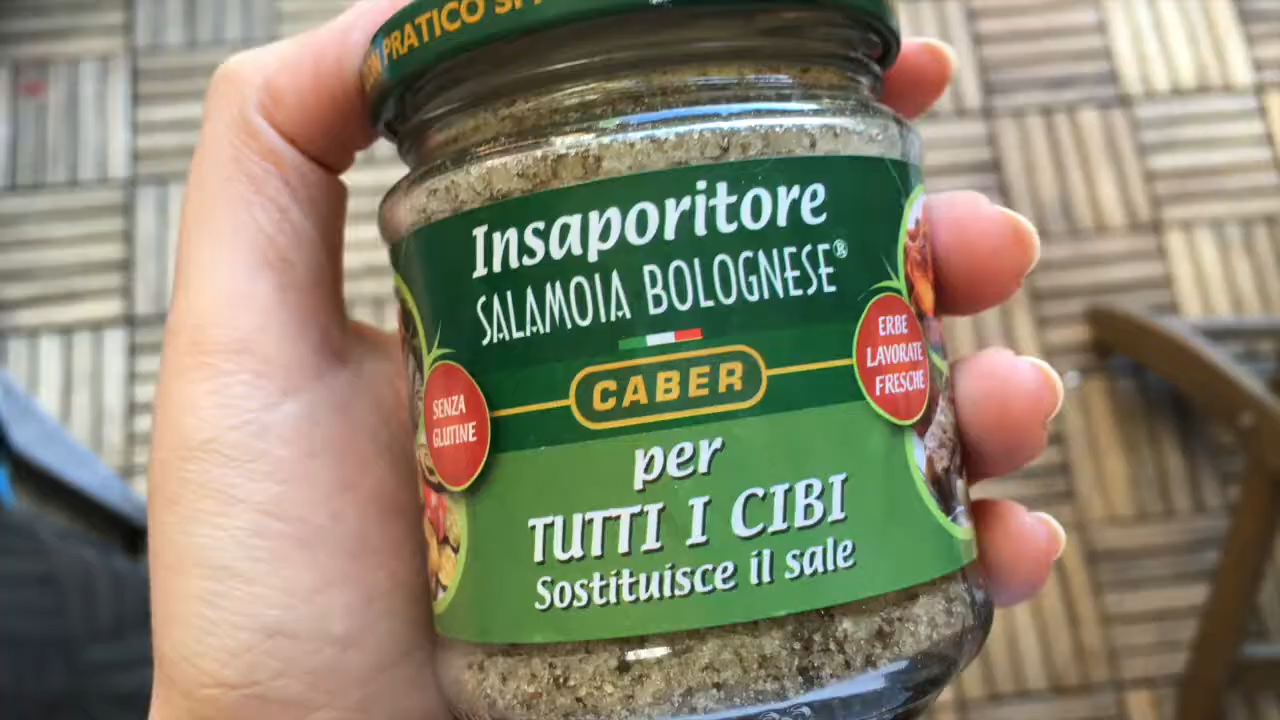 PRATICO
Insaporitore
SALAMOIA BOLOGNESE®
CABER
SENZA
GLUTINE
ERBE
LAVORATE
FRESCHE
per
TUTTI I CIBI
Sostituisce il sale